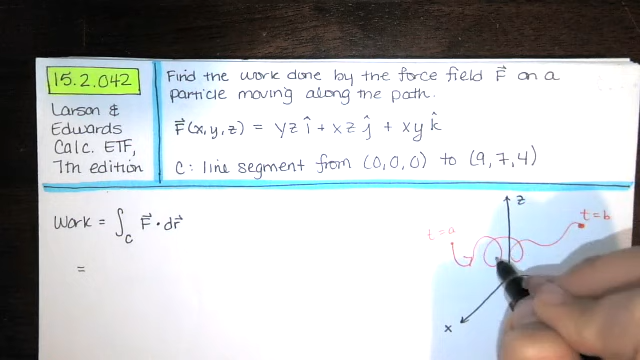 15.2.042
Larson &
Edwards
Calc. ETF,
7th edition
Find the work done by the force field F⃗ on a
particle moving along the path.
F⃗(x,y,z) = yz î + xz ĵ + xy k̂
C: line segment from (0,0,0) to (9,7,4)
Work = ∫_C F⃗ • dr⃗
=
z
t=a
t=b
x